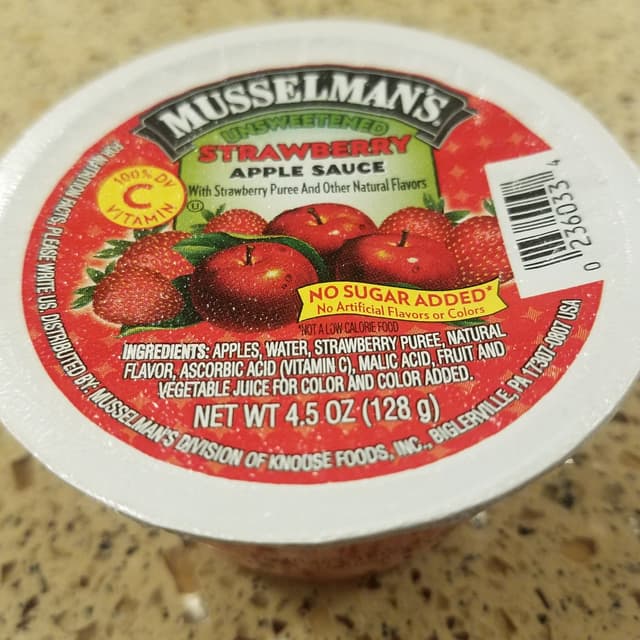 MUSSELMAN'S
UNSWEETENED
STRAWBERRY
APPLE SAUCE
With Strawberry Puree And Other Natural Flavors
100% DV
C
VITAMIN
U
NO SUGAR ADDED*
No Artificial Flavors or Colors
*NOT A LOW CALORIE FOOD
INGREDIENTS: APPLES, WATER, STRAWBERRY PUREE, NATURAL
FLAVOR, ASCORBIC ACID (VITAMIN C), MALIC ACID, FRUIT AND
VEGETABLE JUICE FOR COLOR AND COLOR ADDED.
NET WT 4.5 OZ (128 g)
FOR NUTRITION FACTS PLEASE WRITE US. DISTRIBUTED BY: MUSSELMAN'S DIVISION OF KNOUSE FOODS, INC., BIGLERVILLE, PA 17307-0007 USA
0 236033 4